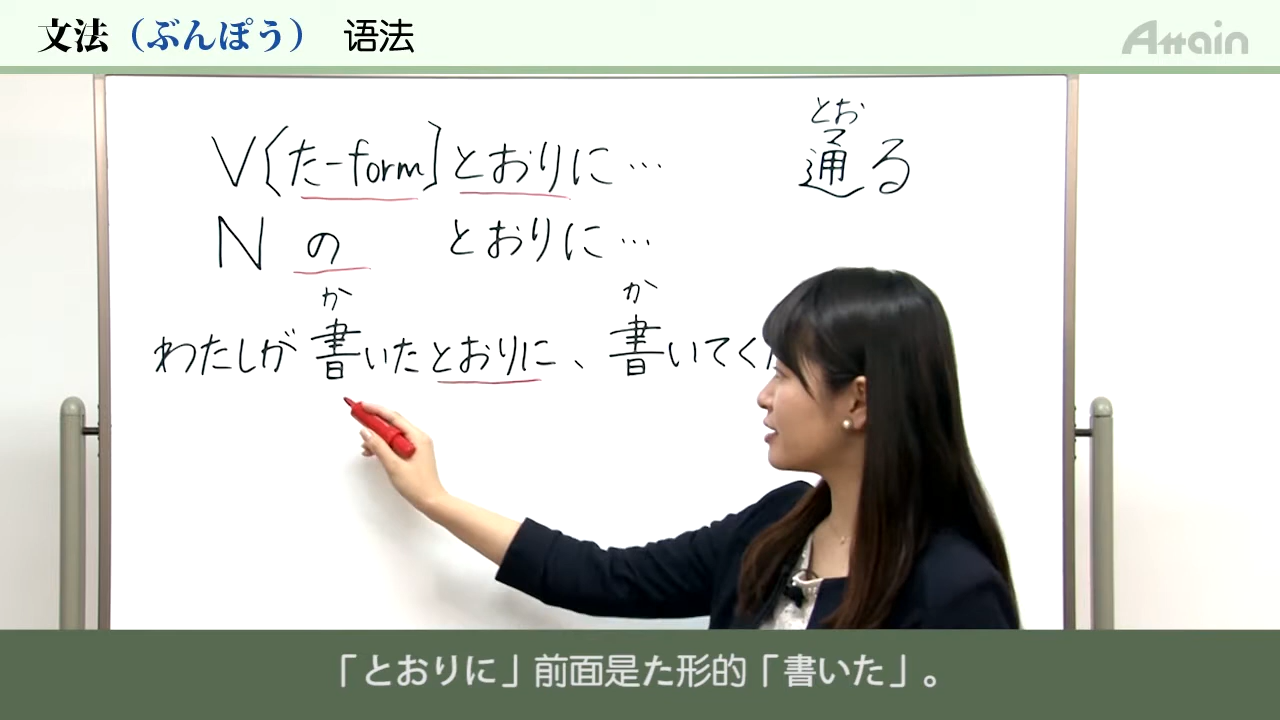 文法（ぶんぽう） 语法
Attain
V[た-form]とおりに…
とお
通る
N の とおりに…
か か
わたしが書いたとおりに、書いてく
「とおりに」前面是た形的「書いた」。